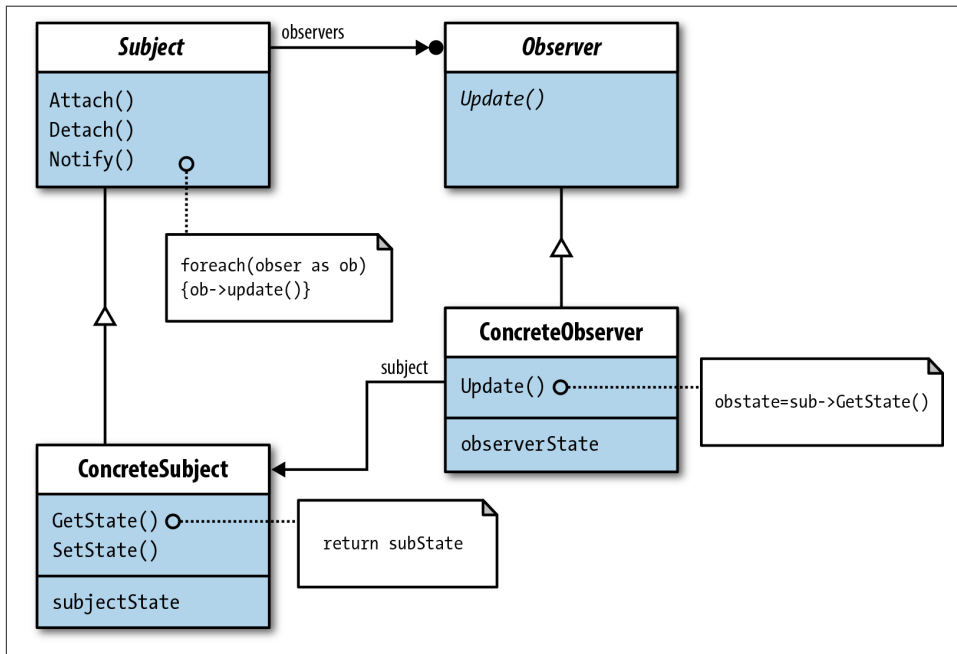 Subject
observers
Observer
Attach()
Detach()
Notify()
Update()
foreach(obser as ob)
{ob->update()}
ConcreteObserver
subject
Update()
obstate=sub->GetState()
observerState
ConcreteSubject
GetState()
SetState()
return subState
subjectState